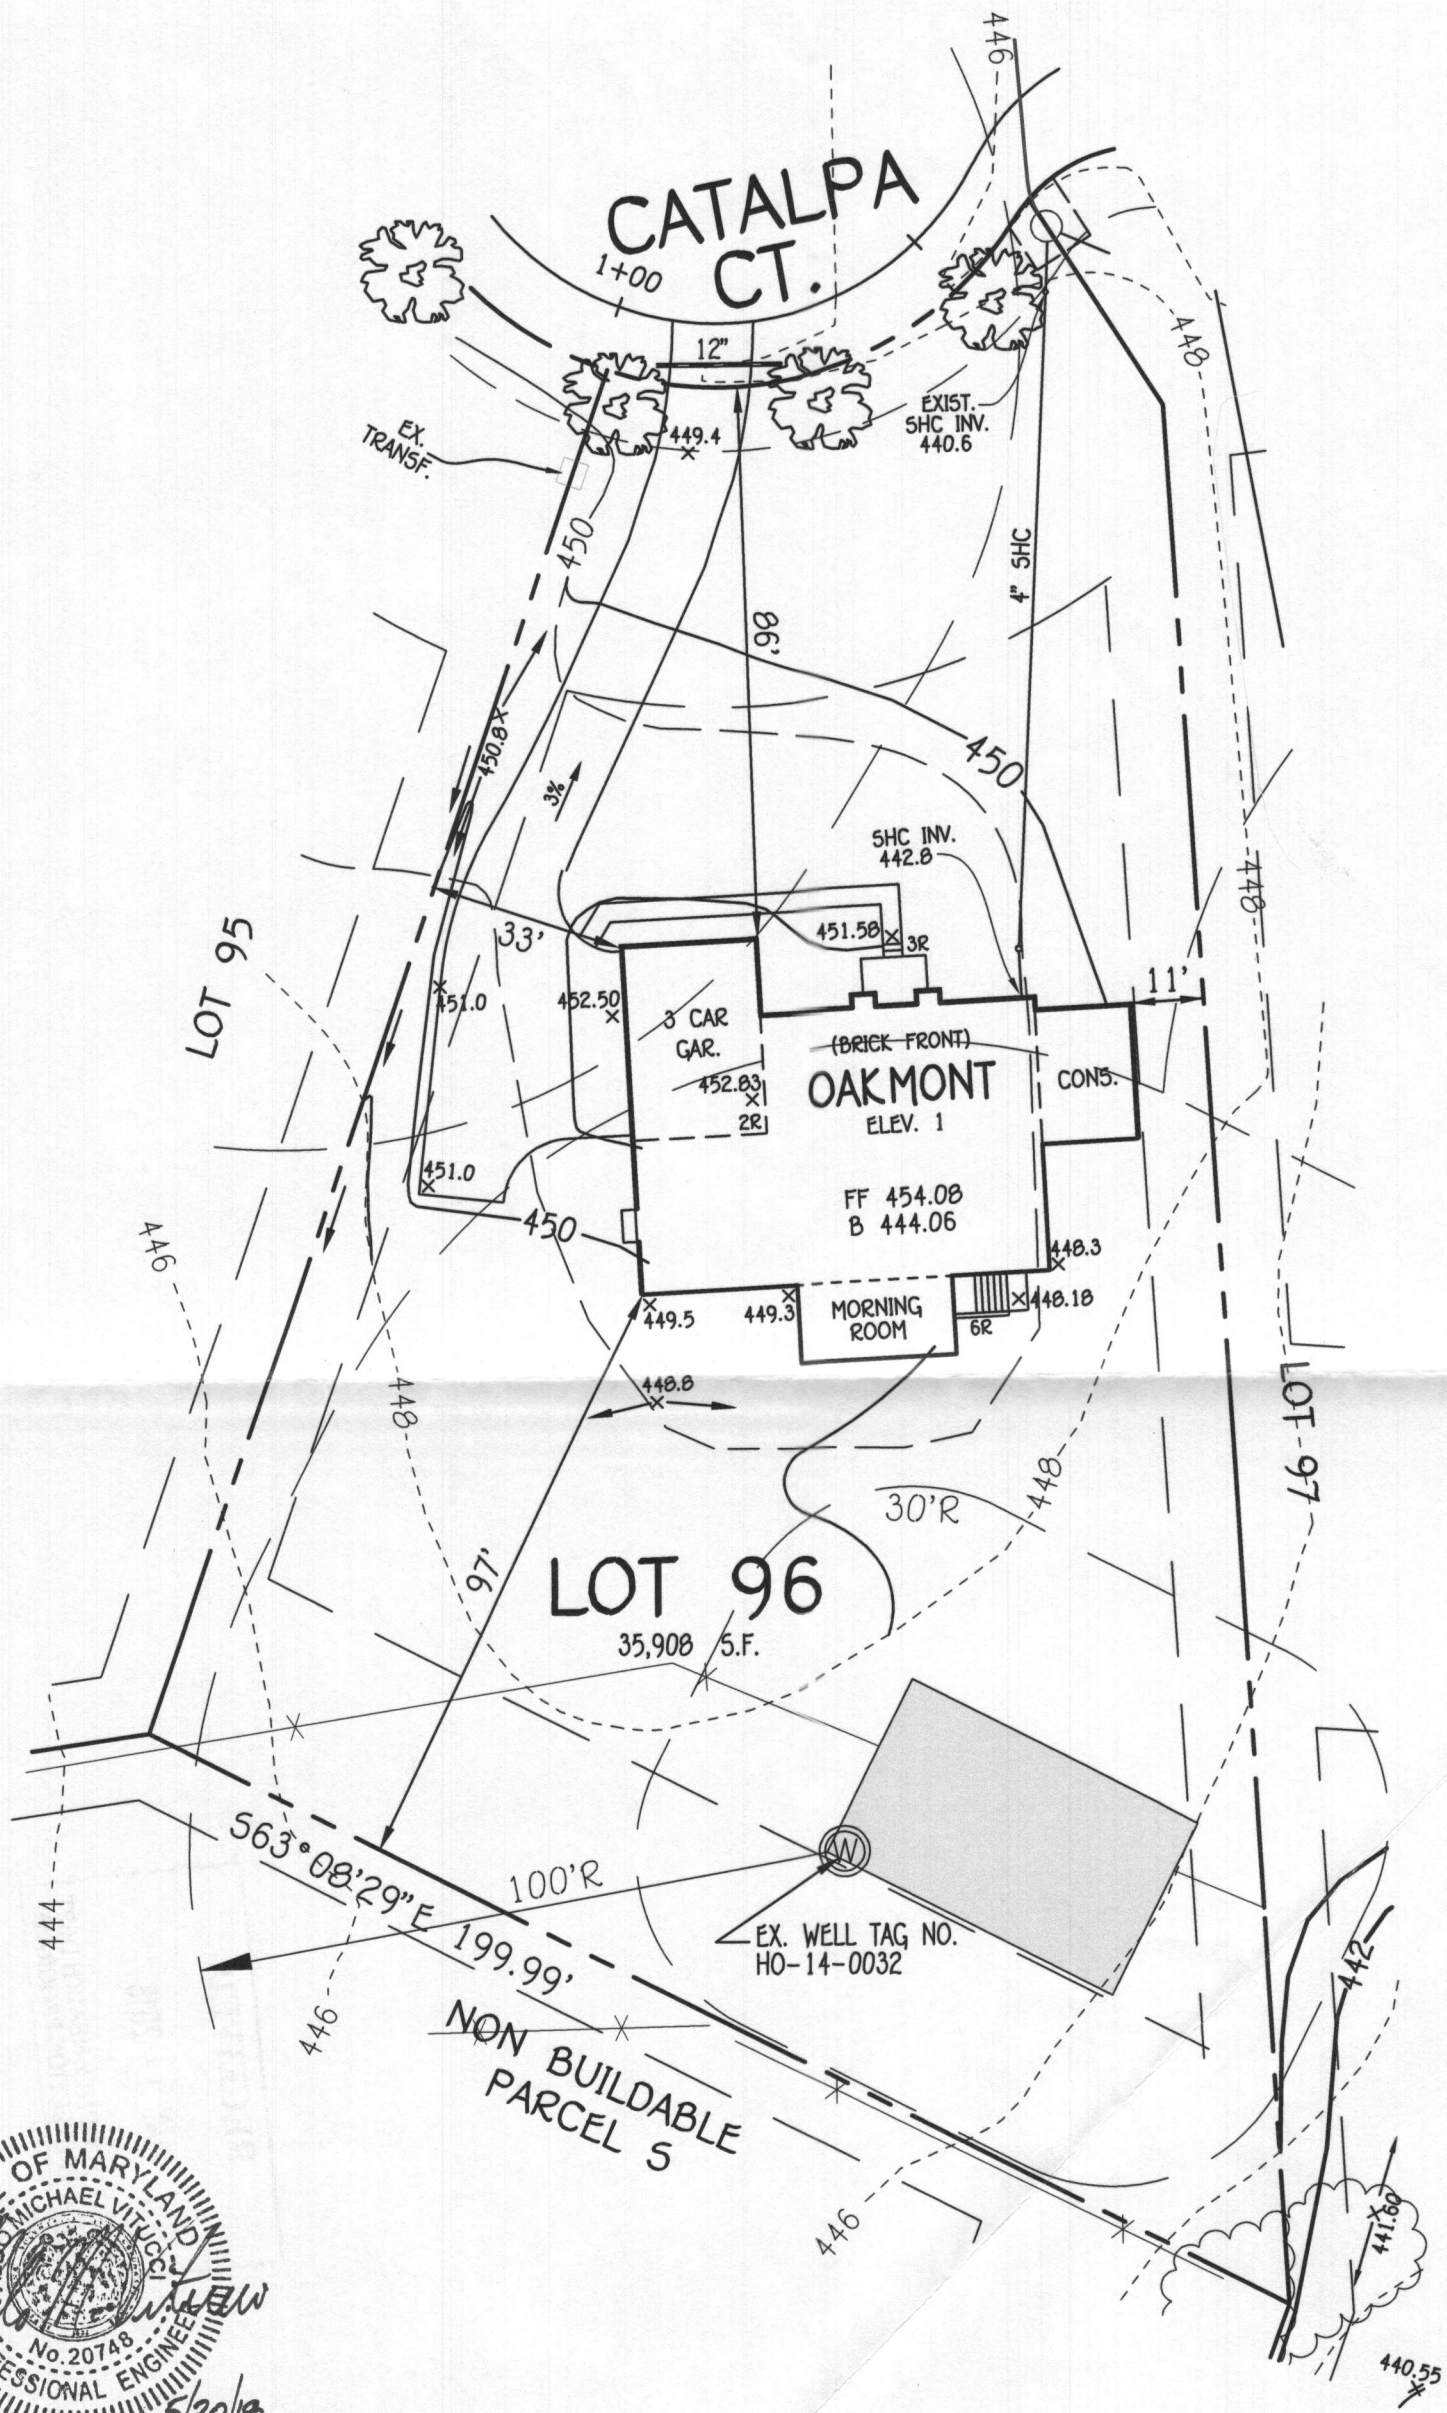 446
CATALPA
CT.
1+00
12"
448
EX.
TRANSF.
449.4
EXIST.
SHC INV.
440.6
450
4" SHC
86'
450.8
3%
450
SHC INV.
442.8
448
LOT 95
33'
451.58
3R
11'
451.0
452.50
3 CAR
GAR.
(BRICK FRONT)
OAKMONT
ELEV. 1
CONS.
452.83
2R
451.0
FF 454.08
B 444.06
450
446
448.3
449.5
449.3
MORNING
ROOM
448.18
6R
448.8
448
LOT 97
448
30'R
97'
LOT 96
35,908 S.F.
W
S63°08'29"E 199.99'
100'R
EX. WELL TAG NO.
HO-14-0032
444
442
446
NON BUILDABLE
PARCEL S
446
441.60
440.55
OF MARYLAND
MICHAEL VITUCCI
No.20748
ESSIONAL ENGINEE